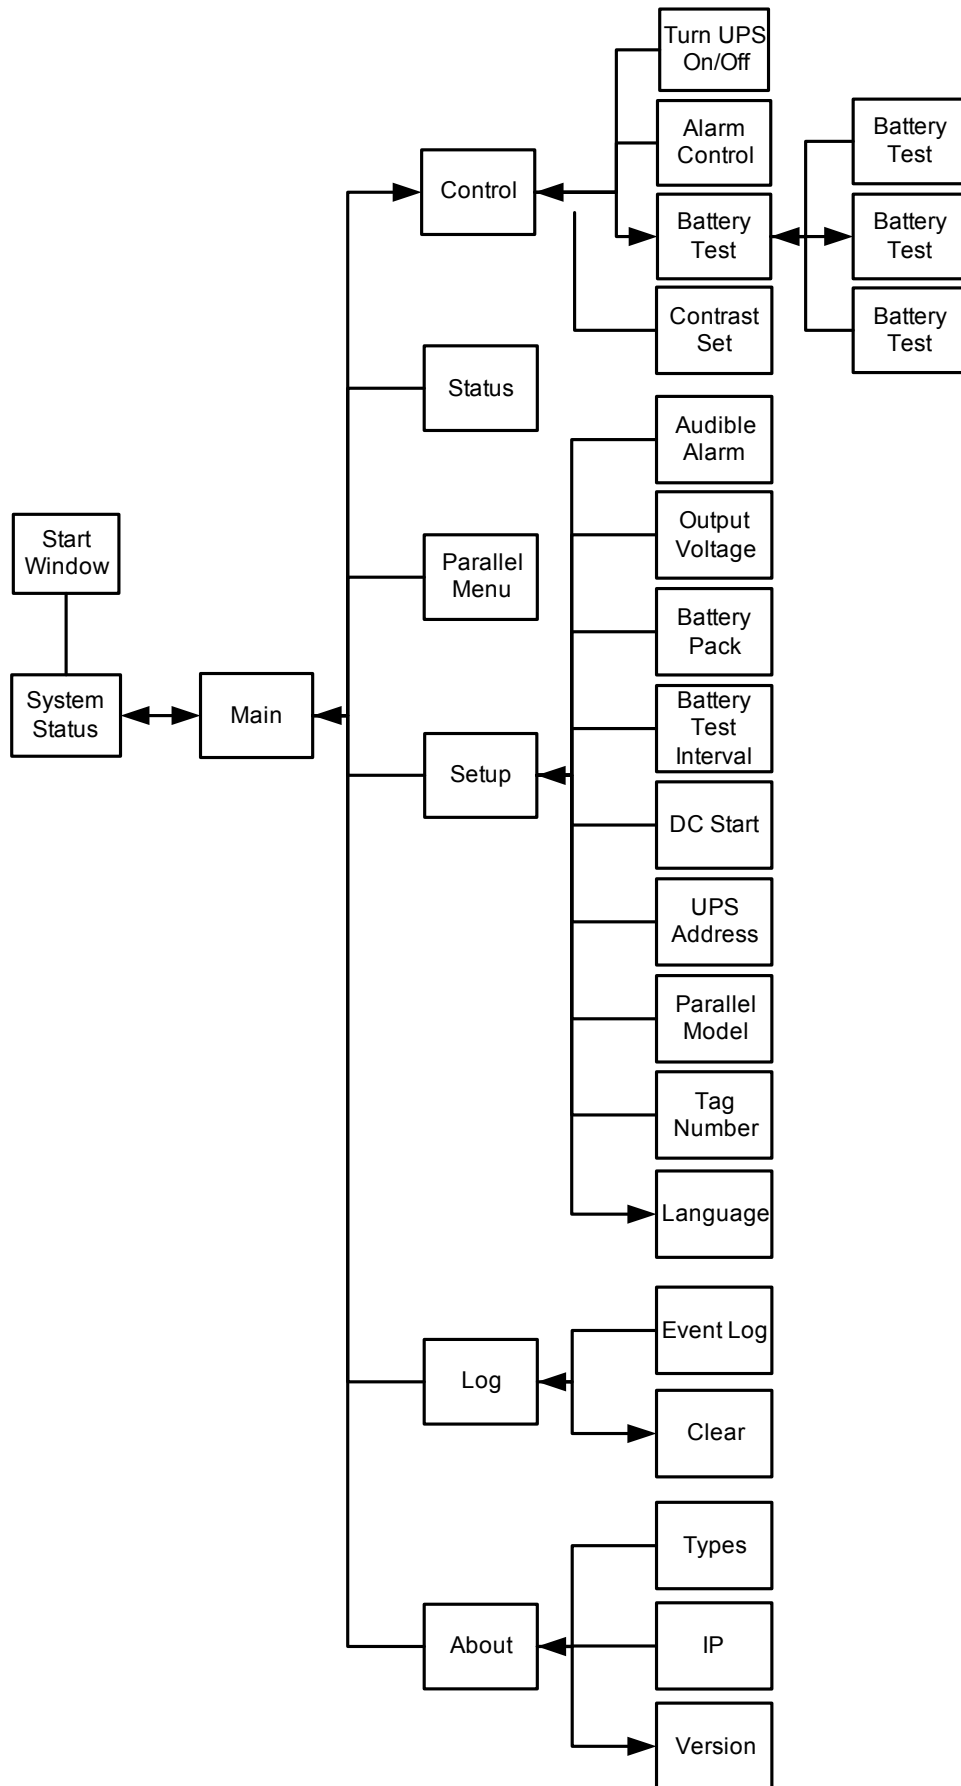 Turn UPS
On/Off
Alarm
Control
Battery
Test
Control
Battery
Test
Battery
Test
Contrast
Set
Battery
Test
Status
Audible
Alarm
Output
Voltage
Start
Window
Parallel
Menu
Battery
Pack
System
Status
Main
Battery
Test
Interval
Setup
DC Start
UPS
Address
Parallel
Model
Tag
Number
Language
Event Log
Log
Clear
Types
About
IP
Version